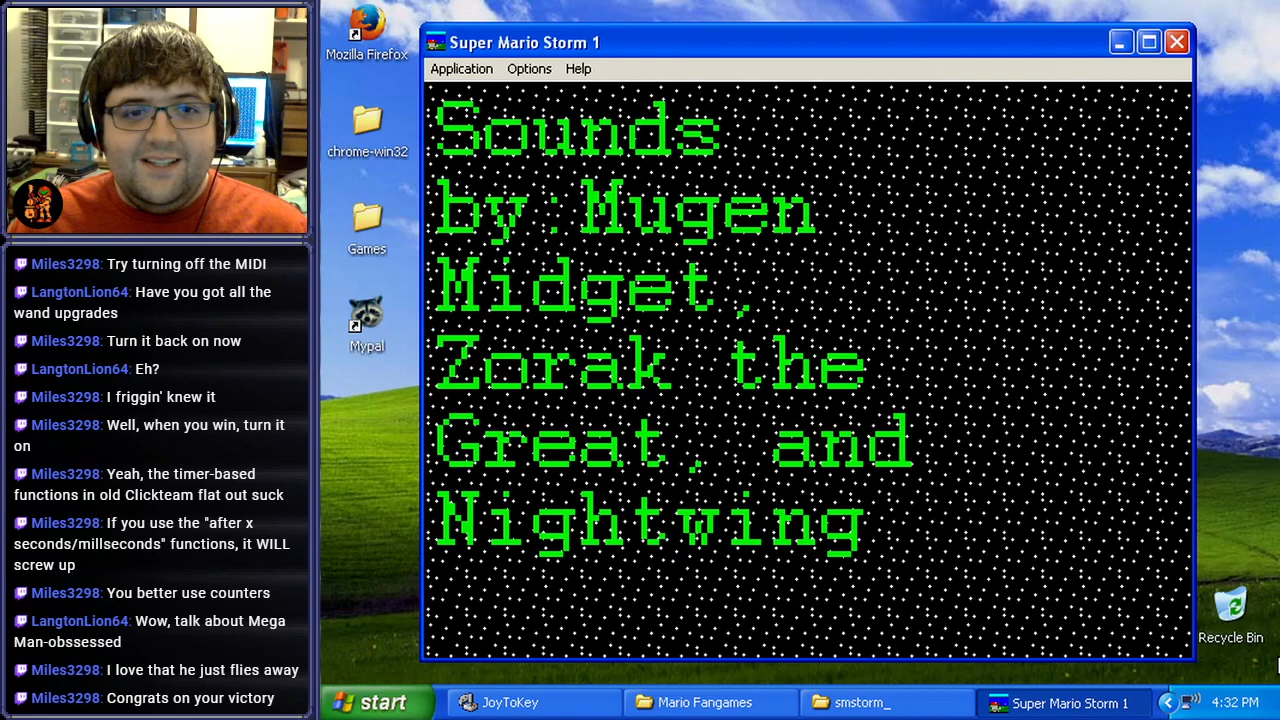 Miles3298: Try turning off the MIDI
LangtonLion64: Have you got all the
wand upgrades
Miles3298: Turn it back on now
LangtonLion64: Eh?
Miles3298: I friggin' knew it
Miles3298: Well, when you win, turn it
on
Miles3298: Yeah, the timer-based
functions in old Clickteam flat out suck
Miles3298: If you use the "after x
seconds/millseconds" functions, it WILL
screw up
Miles3298: You better use counters
LangtonLion64: Wow, talk about Mega
Man-obssessed
Miles3298: I love that he just flies away
Miles3298: Congrats on your victory
Mozilla Firefox
chrome-win32
Games
Mypal
Super Mario Storm 1
Application Options Help
Sounds
by:Mugen
Midget,
Zorak the
Great, and
Nightwing
Recycle Bin
start
JoyToKey
Mario Fangames
smstorm_
Super Mario Storm 1
4:32 PM